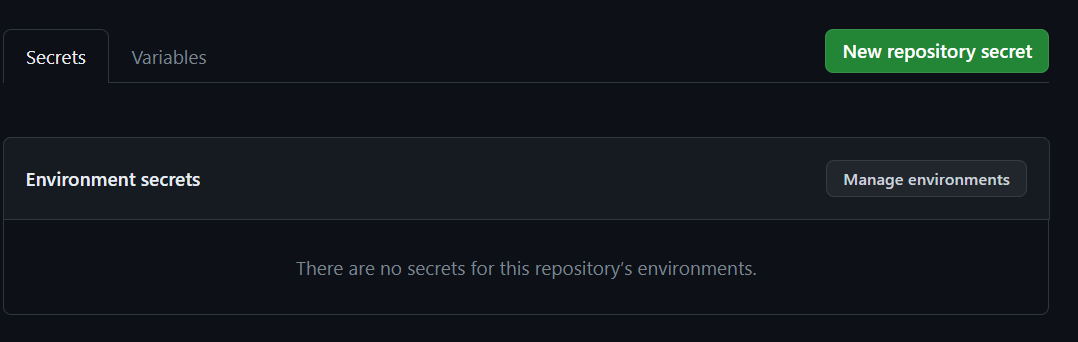 Secrets
Variables
New repository secret
Environment secrets
Manage environments
There are no secrets for this repository’s environments.